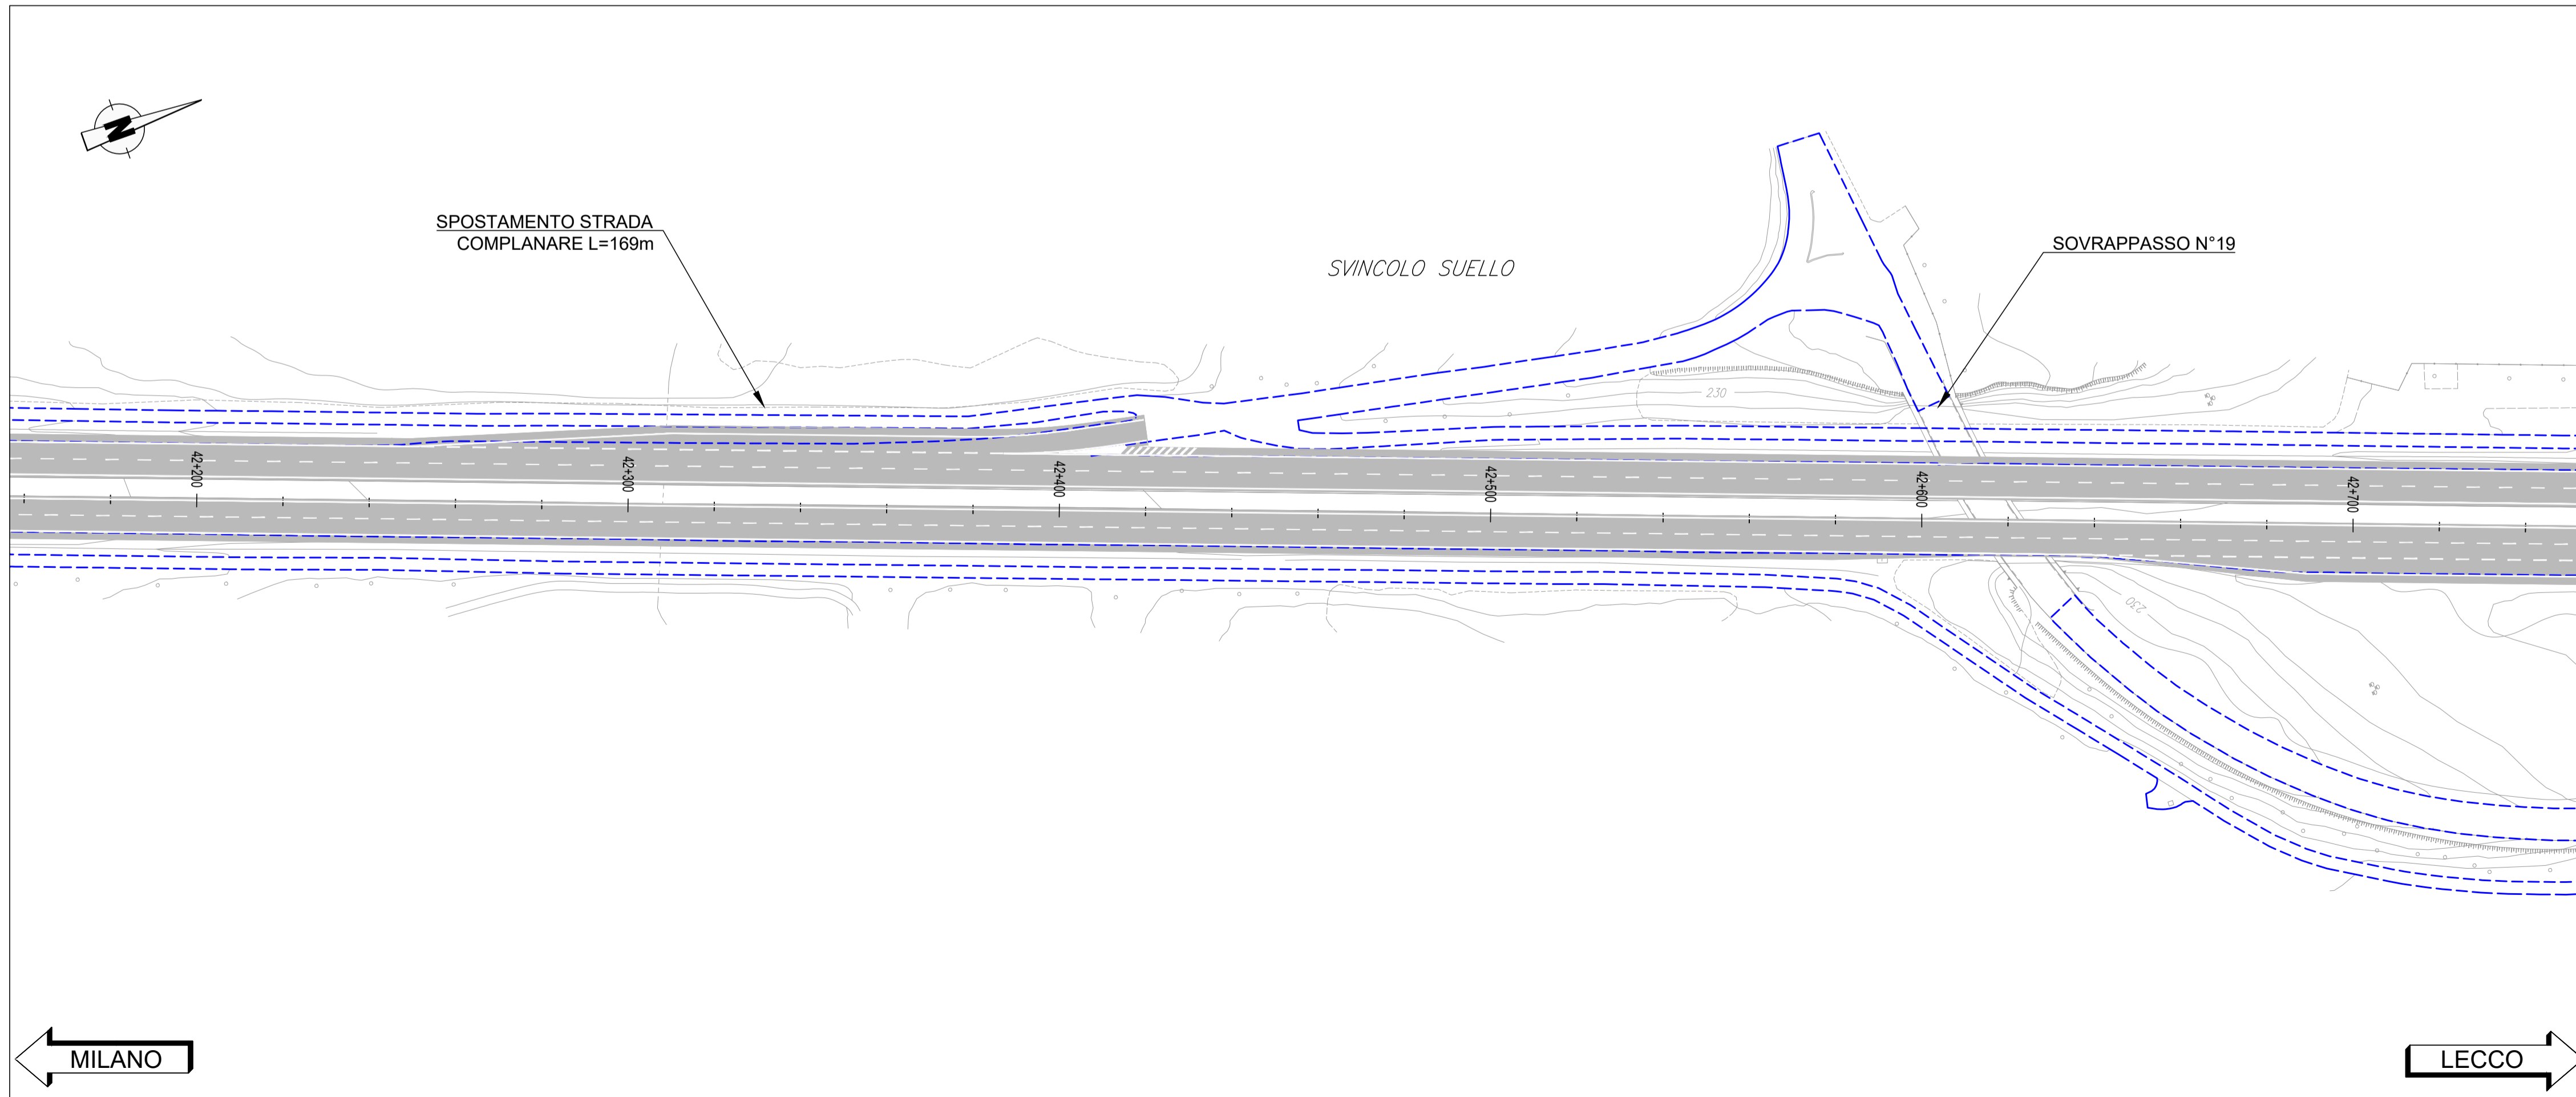 N
SPOSTAMENTO STRADA
COMPLANARE L=169m
SVINCOLO SUELLO
SOVRAPPASSO N°19
230
42+200
42+300
42+400
42+500
42+600
42+700
230
MILANO
LECCO